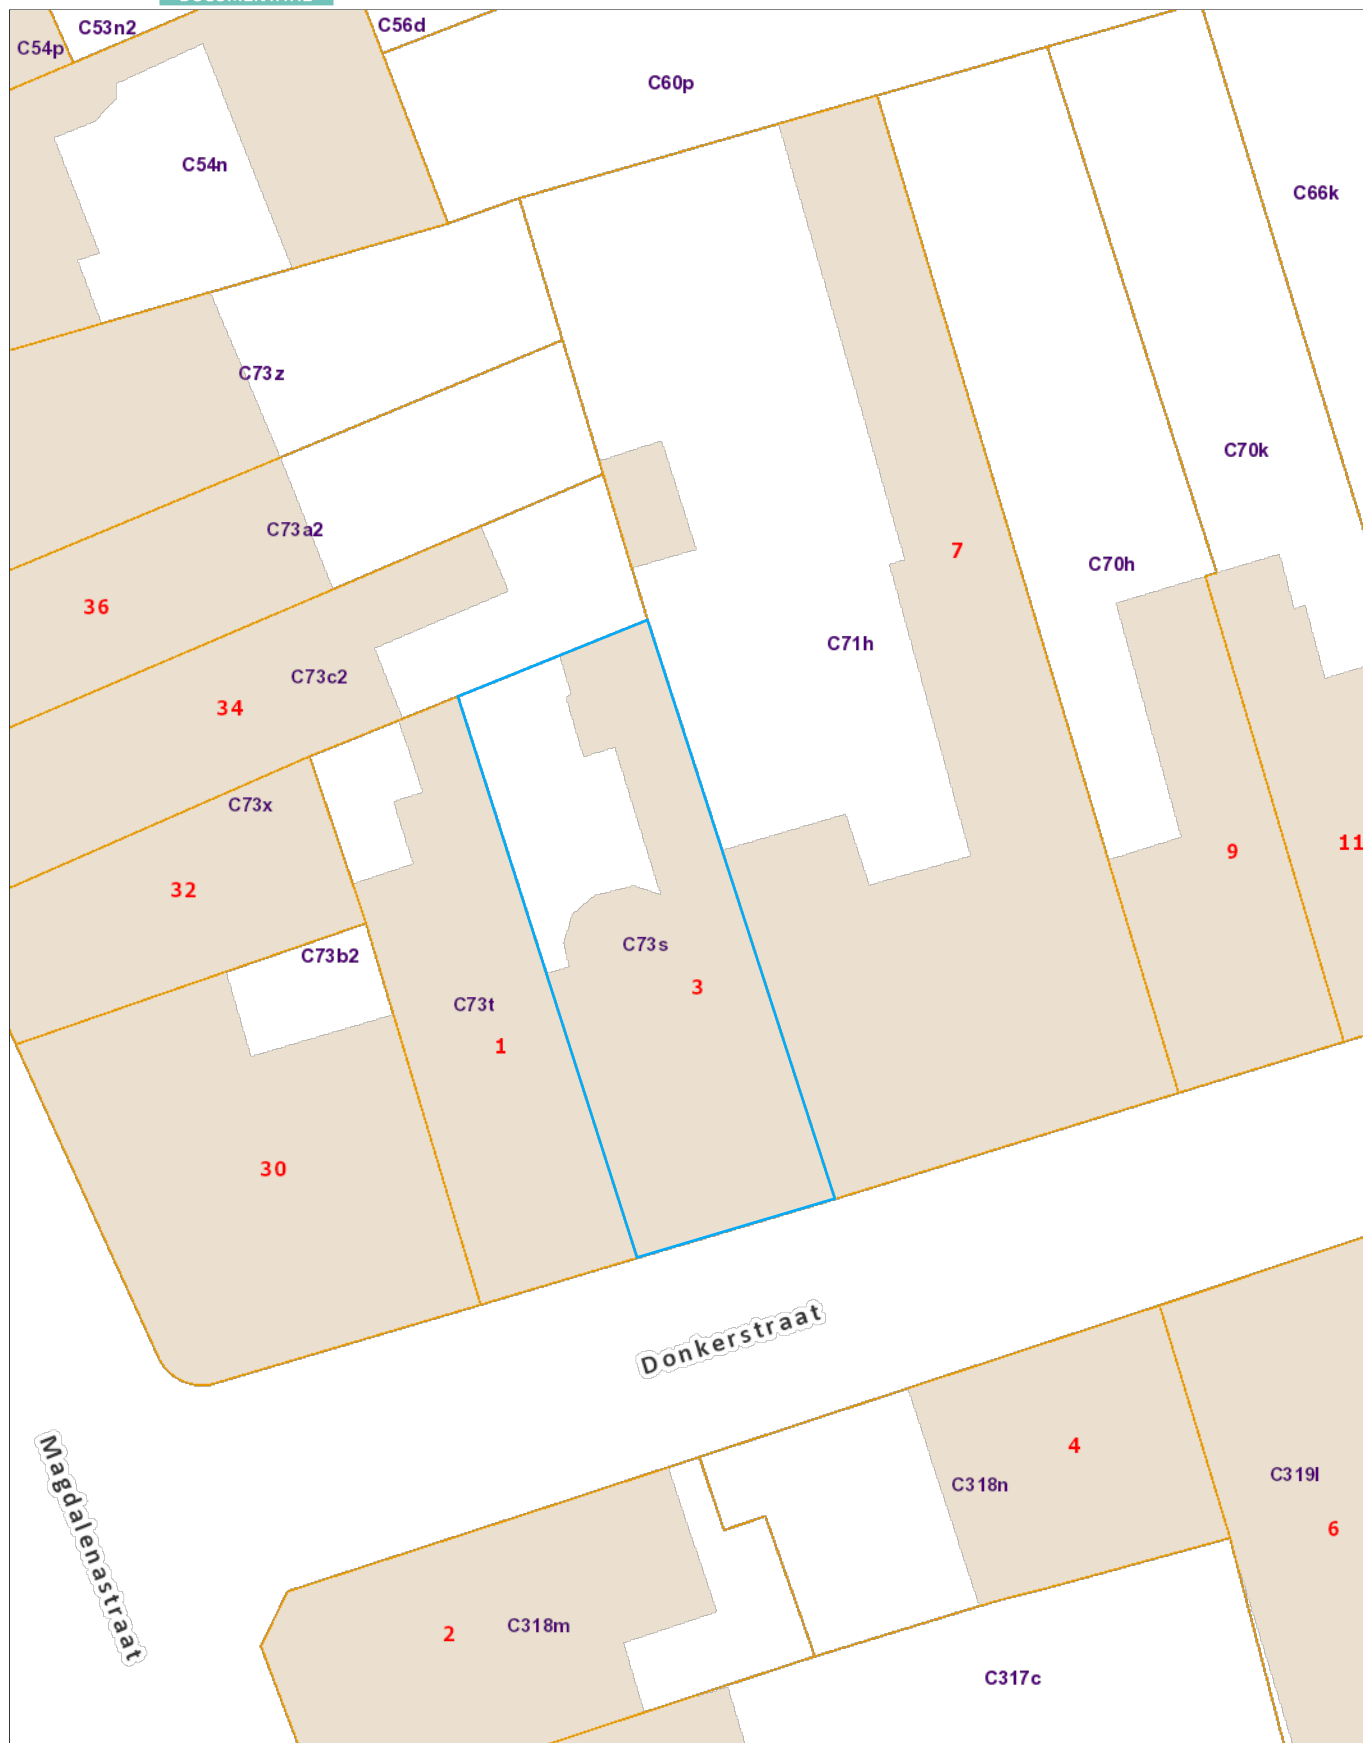 C53n2
C56d
C54p
C60p
C54n
C66k
C73z
C70k
C73a2
7
C70h
36
C71h
C73c2
34
C73x
11
9
32
C73s
C73b2
3
C73t
1
30
Donkerstraat
4
Magdalenastraat
C319l
C318n
6
2
C318m
C317c